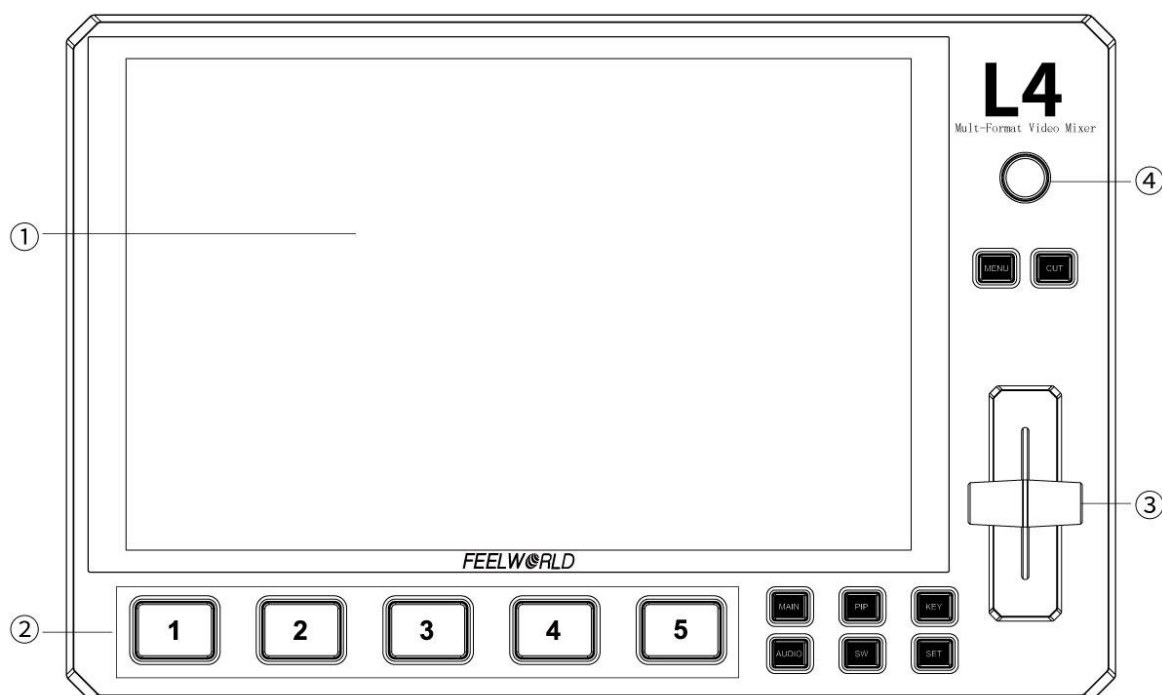 L4
Mult-Format Video Mixer
④
①
MENU CUT
③
FEELWORLD
②
1 2 3 4 5
MAIN PIP KEY
AUDIO SW SET